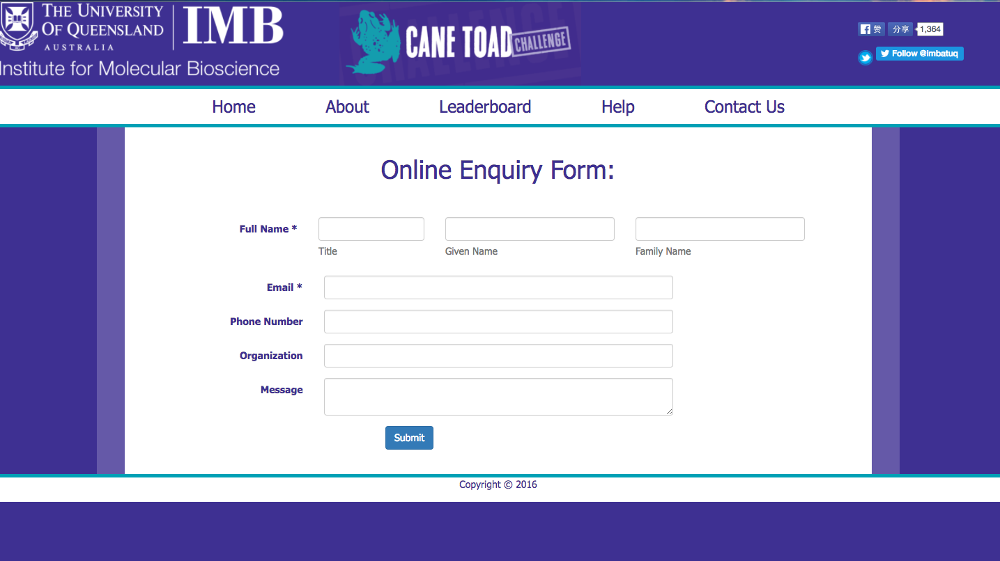 THE UNIVERSITY
OF QUEENSLAND
AUSTRALIA
IMB
Institute for Molecular Bioscience
CHALLENGE
CANE TOAD
CHALLENGE
赞 分享 1,364
Follow @imbatuq
Home About Leaderboard Help Contact Us
Online Enquiry Form:
Full Name *
Title Given Name Family Name
Email *
Phone Number
Organization
Message
Submit
Copyright © 2016